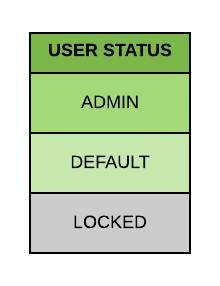 USER STATUS
ADMIN
DEFAULT
LOCKED